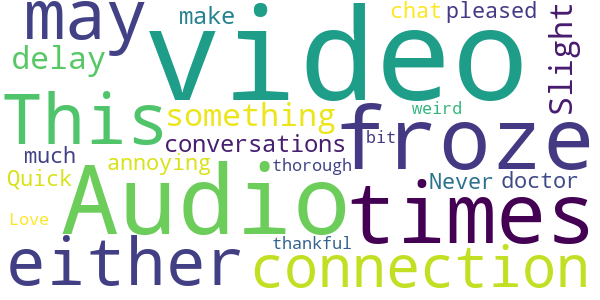 may
make
video
chat
pleased
Slight
delay
This
something
weird
froze
conversations
bit
much
annoying
thorough
Quick
Audio
Never
doctor
times
Love
either
thankful
connection